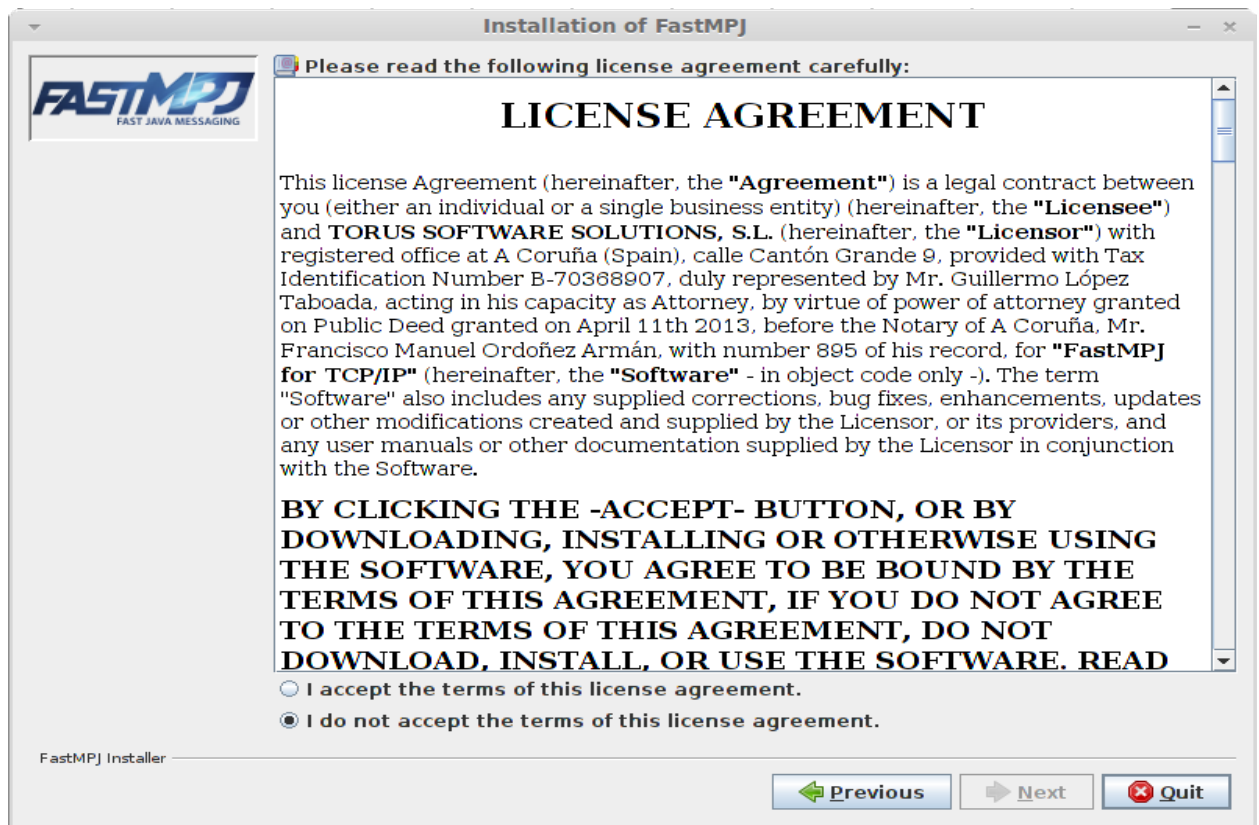 Installation of FastMPJ
FASTMPJ
FAST JAVA MESSAGING
Please read the following license agreement carefully:
LICENSE AGREEMENT
This license Agreement (hereinafter, the "Agreement") is a legal contract between
you (either an individual or a single business entity) (hereinafter, the "Licensee")
and TORUS SOFTWARE SOLUTIONS, S.L. (hereinafter, the "Licensor") with
registered office at A Coruña (Spain), calle Cantón Grande 9, provided with Tax
Identification Number B-70368907, duly represented by Mr. Guillermo López
Taboada, acting in his capacity as Attorney, by virtue of power of attorney granted
on Public Deed granted on April 11th 2013, before the Notary of A Coruña, Mr.
Francisco Manuel Ordoñez Armán, with number 895 of his record, for "FastMPJ
for TCP/IP" (hereinafter, the "Software" - in object code only -). The term
"Software" also includes any supplied corrections, bug fixes, enhancements, updates
or other modifications created and supplied by the Licensor, or its providers, and
any user manuals or other documentation supplied by the Licensor in conjunction
with the Software.
BY CLICKING THE -ACCEPT- BUTTON, OR BY
DOWNLOADING, INSTALLING OR OTHERWISE USING
THE SOFTWARE, YOU AGREE TO BE BOUND BY THE
TERMS OF THIS AGREEMENT, IF YOU DO NOT AGREE
TO THE TERMS OF THIS AGREEMENT, DO NOT
DOWNLOAD, INSTALL, OR USE THE SOFTWARE. READ
I accept the terms of this license agreement.
I do not accept the terms of this license agreement.
FastMPJ Installer
Previous
Next
Quit